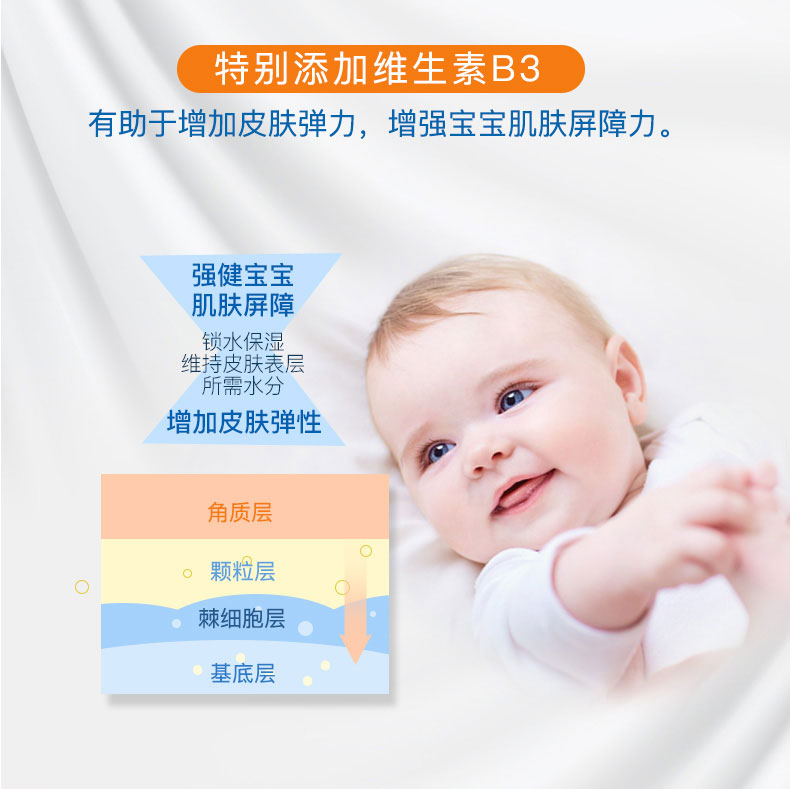 特别添加维生素B3
有助于增加皮肤弹力，增强宝宝肌肤屏障力。
强健宝宝
肌肤屏障
锁水保湿
维持皮肤表层
所需水分
增加皮肤弹性
角质层
颗粒层
棘细胞层
基底层